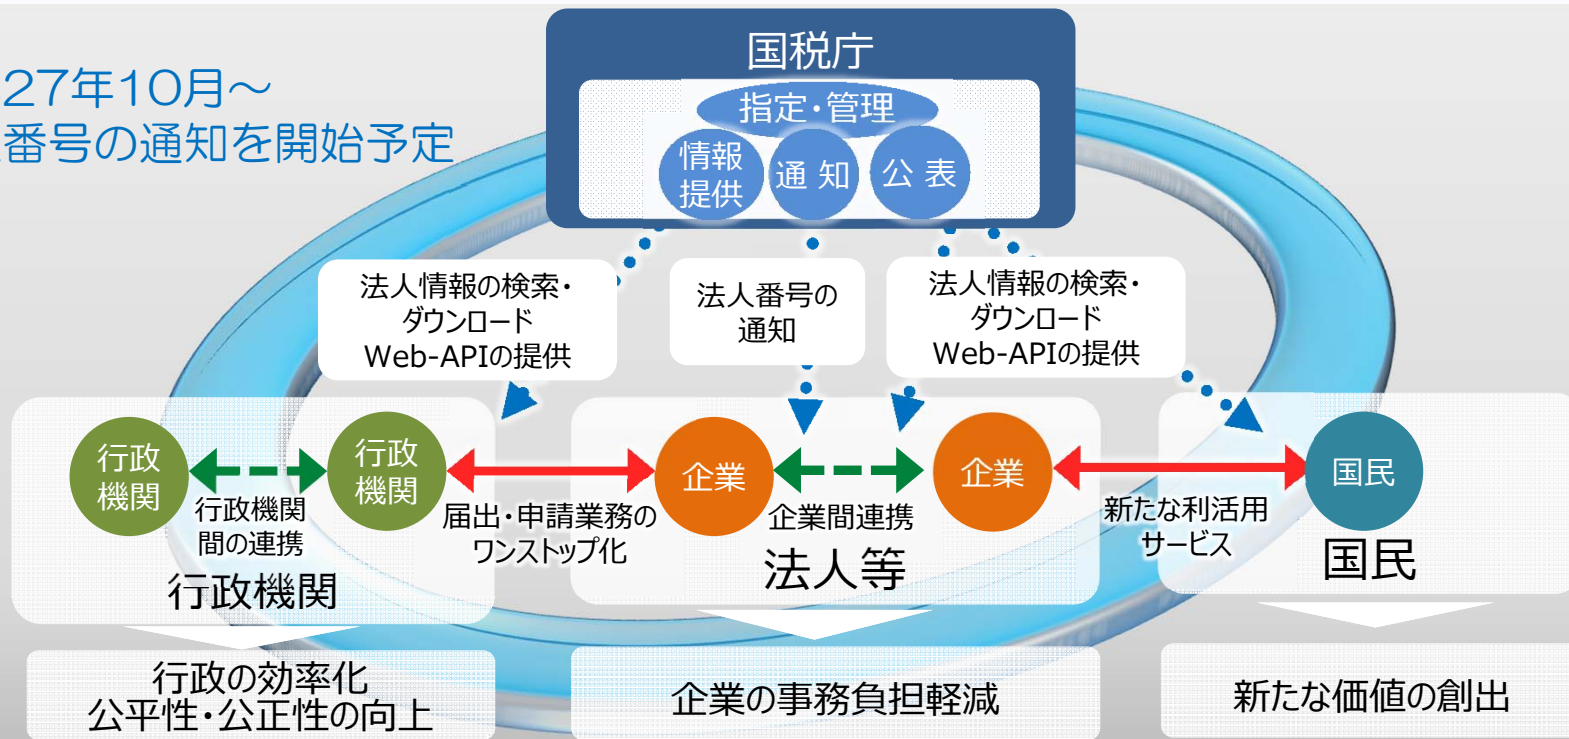 国税庁
27年10月～
番号の通知を開始予定
指定・管理
情報
提供
通 知
公 表
法人情報の検索・
ダウンロード
Web-APIの提供
法人番号の
通知
法人情報の検索・
ダウンロード
Web-APIの提供
行政
機関
行政
機関
企業
企業
国民
行政機関
間の連携
届出・申請業務の
ワンストップ化
企業間連携
新たな利活用
サービス
行政機関
法人等
国民
行政の効率化
公平性・公正性の向上
企業の事務負担軽減
新たな価値の創出